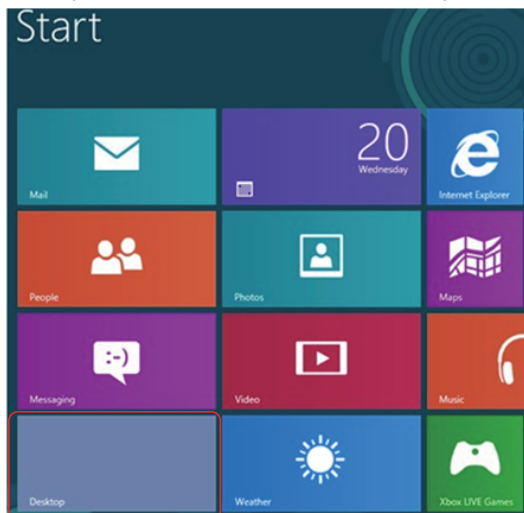 Start
Mail
20
Wednesday
Internet Explorer
People
Photos
Maps
:-)
Messaging
Video
Music
Desktop
Weather
Xbox LIVE Games